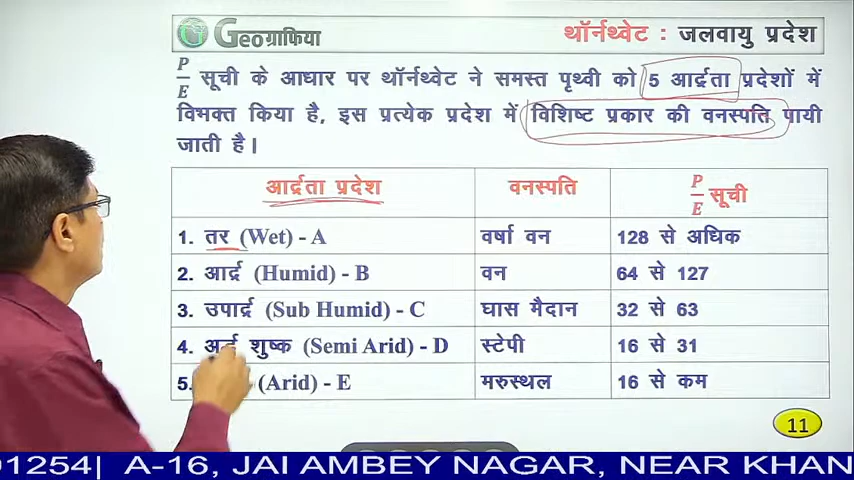 Geoग्राफिया
थॉर्नथ्वेट : जलवायु प्रदेश
P/E सूची के आधार पर थॉर्नथ्वेट ने समस्त पृथ्वी को 5 आर्द्रता प्रदेशों में
विभक्त किया है, इस प्रत्येक प्रदेश में विशिष्ट प्रकार की वनस्पति पायी
जाती है।
आर्द्रता प्रदेश वनस्पति P/E सूची
1. तर (Wet) - A वर्षा वन 128 से अधिक
2. आर्द्र (Humid) - B वन 64 से 127
3. उपार्द्र (Sub Humid) - C घास मैदान 32 से 63
4. अर्द्ध शुष्क (Semi Arid) - D स्टेपी 16 से 31
5. (Arid) - E मरुस्थल 16 से कम
11
01254| A-16, JAI AMBEY NAGAR, NEAR KHAN